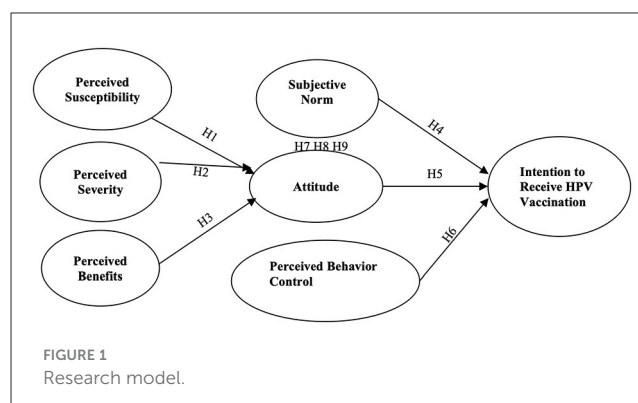 Perceived
Susceptibility
Perceived
Severity
Perceived
Benefits
H1
H2
H3
Subjective
Norm
H7 H8 H9
Attitude
Perceived Behavior
Control
H4
H5
H6
Intention to
Receive HPV
Vaccination
FIGURE 1
Research model.